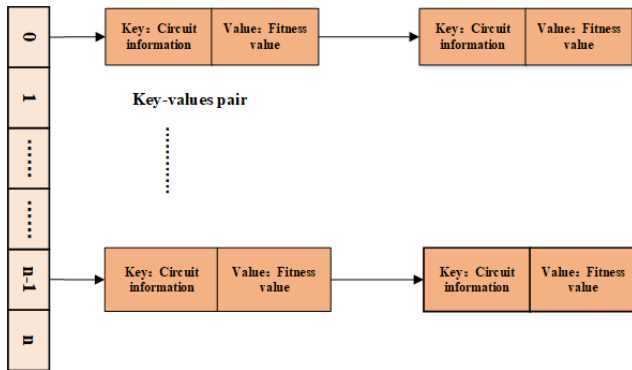 0
Key：Circuit
information
Value：Fitness
value
Key：Circuit
information
Value：Fitness
value
1
Key-values pair
......
......
n-1
Key：Circuit
information
Value：Fitness
value
Key：Circuit
information
Value：Fitness
value
n